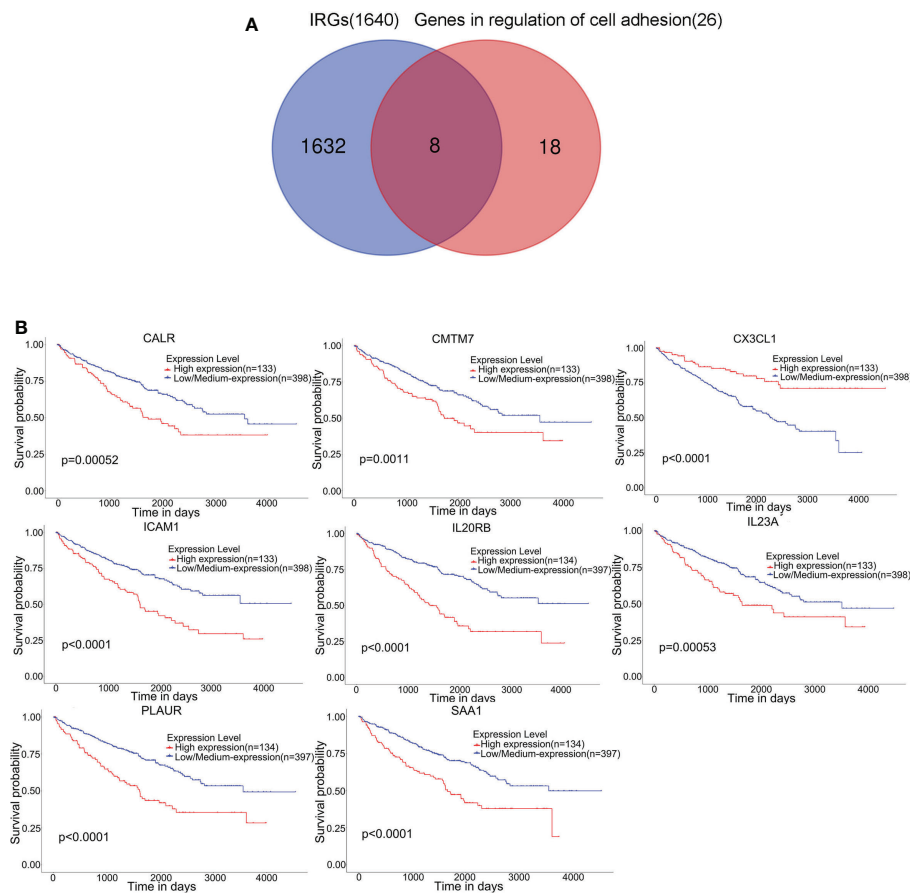 A
IRGs(1640) Genes in regulation of cell adhesion(26)
1632 8 18
B
CALR
Survival probability
1.00
0.75
0.50
0.25
0.00
Expression Level
High expression(n=133)
Low/Medium-expression(n=398)
p=0.00052
0 1000 2000 3000 4000
Time in days
CMTM7
Survival probability
1.00
0.75
0.50
0.25
0.00
Expression Level
High expression(n=133)
Low/Medium-expression(n=398)
p=0.0011
0 1000 2000 3000 4000
Time in days
CX3CL1
Survival probability
1.00
0.75
0.50
0.25
0.00
Expression Level
High expression(n=133)
Low/Medium-expression(n=398)
p<0.0001
0 1000 2000 3000 4000
Time in days
ICAM1
Survival probability
1.00
0.75
0.50
0.25
0.00
Expression Level
High expression(n=133)
Low/Medium-expression(n=398)
p<0.0001
0 1000 2000 3000 4000
Time in days
IL20RB
Survival probability
1.00
0.75
0.50
0.25
0.00
Expression Level
High expression(n=134)
Low/Medium-expression(n=397)
p<0.0001
0 1000 2000 3000 4000
Time in days
IL23A
Survival probability
1.00
0.75
0.50
0.25
0.00
Expression Level
High expression(n=133)
Low/Medium-expression(n=398)
p=0.00053
0 1000 2000 3000 4000
Time in days
PLAUR
Survival probability
1.00
0.75
0.50
0.25
0.00
Expression Level
High expression(n=134)
Low/Medium-expression(n=397)
p<0.0001
0 1000 2000 3000 4000
Time in days
SAA1
Survival probability
1.00
0.75
0.50
0.25
0.00
Expression Level
High expression(n=134)
Low/Medium-expression(n=397)
p<0.0001
0 1000 2000 3000 4000
Time in days